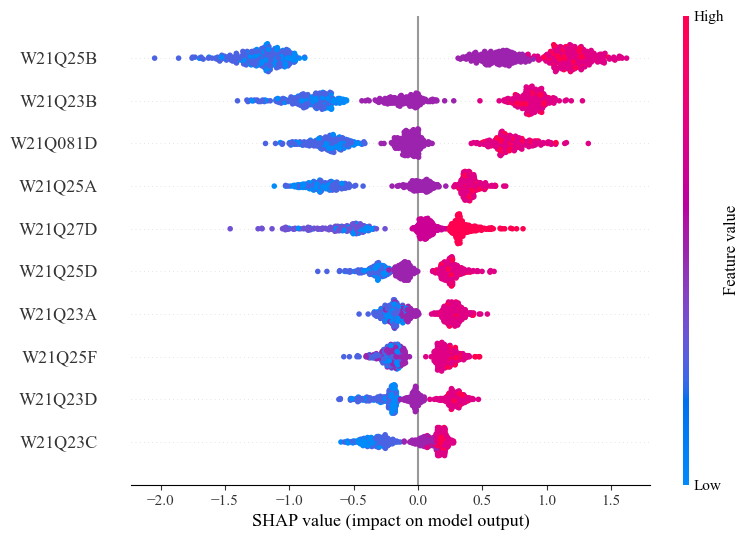 High
W21Q25B
W21Q23B
W21Q081D
W21Q25A
W21Q27D
W21Q25D
W21Q23A
W21Q25F
W21Q23D
W21Q23C
Feature value
Low
−2.0 −1.5 −1.0 −0.5 0.0 0.5 1.0 1.5
SHAP value (impact on model output)